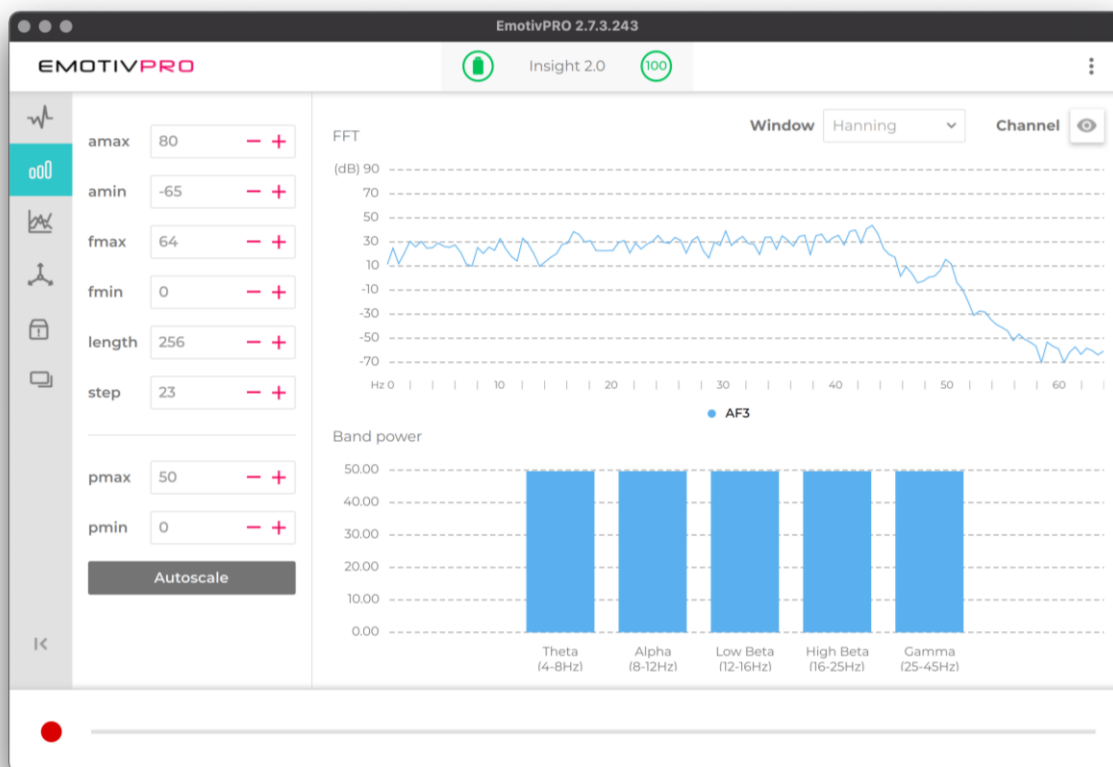 EmotivPRO 2.7.3.243
EMOTIVPRO
Insight 2.0
100
amax 80
amin -65
fmax 64
fmin 0
length 256
step 23
pmax 50
pmin 0
Autoscale
FFT
Window Hanning
Channel
(dB) 90
70
50
30
10
-10
-30
-50
-70
Hz 0 10 20 30 40 50 60
AF3
Band power
50.00
40.00
30.00
20.00
10.00
0.00
Theta Alpha Low Beta High Beta Gamma
(4-8Hz) (8-12Hz) (12-16Hz) (16-25Hz) (25-45Hz)